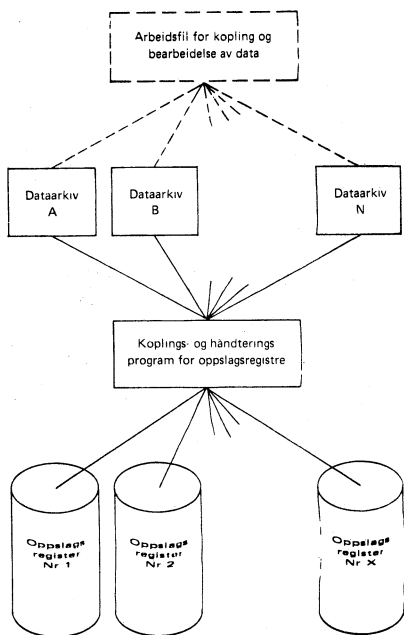 Arbeidsfil for kopling og
bearbeidelse av data
Dataarkiv
A
Dataarkiv
B
Dataarkiv
N
Koplings- og håndterings
program for oppslagsregistre
Oppslags
register
Nr 1
Oppslags
register
Nr 2
Oppslags
register
Nr X